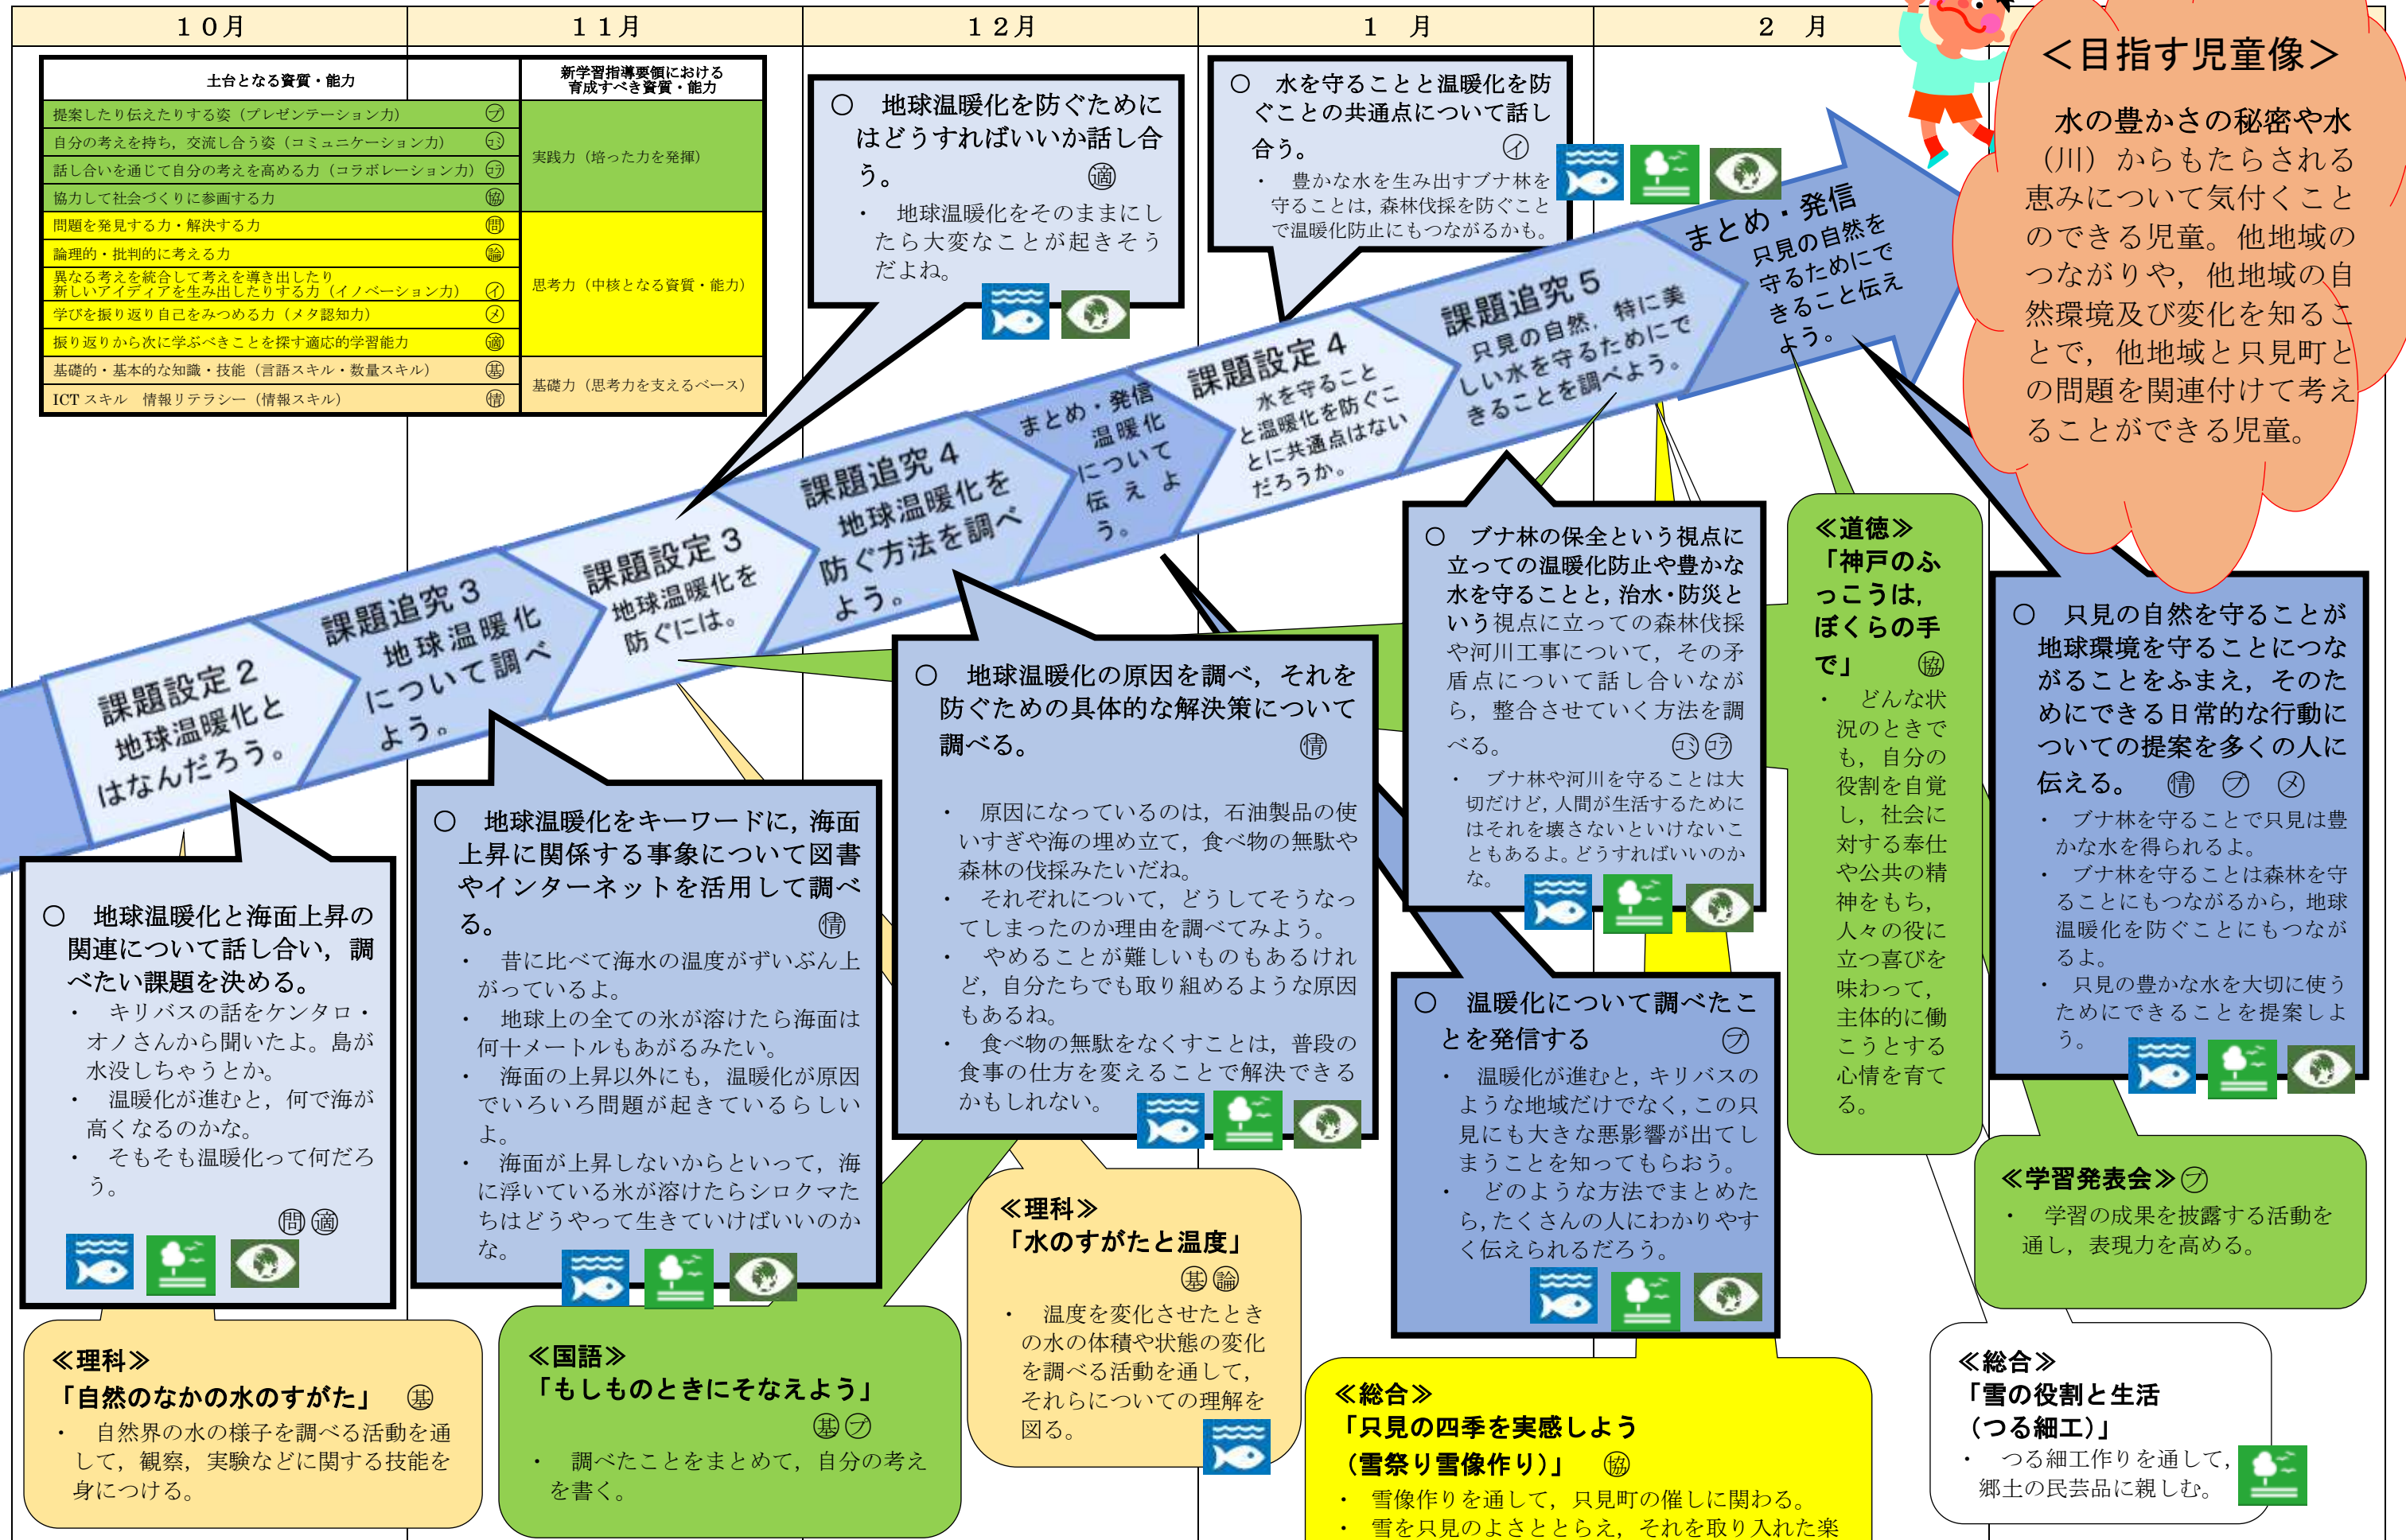 １０月
１１月
１２月
１　月
２　月
土台となる資質・能力
新学習指導要領における
育成すべき資質・能力
提案したり伝えたりする姿（プレゼンテーション力）　㋫
自分の考えを持ち，交流し合う姿（コミュニケーション力）　コミ
話し合いを通じて自分の考えを高める力（コラボレーション力）　コラ
協力して社会づくりに参画する力　㊯
実践力（培った力を発揮）
問題を発見する力・解決する力　問
論理的・批判的に考える力　論
異なる考えを統合して考えを導き出したり
新しいアイディアを生み出したりする力（イノベーション力）　㋑
学びを振り返り自己をみつめる力（メタ認知力）　㋱
振り返りから次に学ぶべきことを探す適応的学習能力　㊜
思考力（中核となる資質・能力）
基礎的・基本的な知識・技能（言語スキル・数量スキル）　基
ICT スキル　情報リテラシー（情報スキル）　情
基礎力（思考力を支えるベース）
〇　地球温暖化を防ぐために
はどうすればいいか話し合
う。　㊜
・　地球温暖化をそのままにし
たら大変なことが起きそう
だよね。
〇　水を守ることと温暖化を防
ぐことの共通点について話し
合う。　㋑
・　豊かな水を生み出すブナ林を
守ることは，森林伐採を防ぐこと
で温暖化防止にもつながるかも。
＜目指す児童像＞
水の豊かさの秘密や水
（川）からもたらされる
恵みについて気付くこと
のできる児童。他地域の
つながりや，他地域の自
然環境及び変化を知るこ
とで，他地域と只見町と
の問題を関連付けて考え
ることができる児童。
課題設定２
地球温暖化と
はなんだろう。
課題追究３
地球温暖化
について調べ
よう。
課題設定３
地球温暖化を
防ぐには。
課題追究４
地球温暖化を
防ぐ方法を調べ
よう。
まとめ・発信
温暖化
について
伝えよ
う。
課題設定４
水を守ること
と温暖化を防ぐこ
とに共通点はない
だろうか。
課題追究５
只見の自然，特に美
しい水を守るためにで
きることを調べよう。
まとめ・発信
只見の自然を
守るためにで
きること伝え
よう。
〇　地球温暖化と海面上昇の
関連について話し合い，調
べたい課題を決める。
・　キリバスの話をケンタロ・
オノさんから聞いたよ。島が
水没しちゃうとか。
・　温暖化が進むと，何で海が
高くなるのかな。
・　そもそも温暖化って何だろ
う。
問㊜
〇　地球温暖化をキーワードに，海面
上昇に関係する事象について図書
やインターネットを活用して調べ
る。　情
・　昔に比べて海水の温度がずいぶん上
がっているよ。
・　地球上の全ての氷が溶けたら海面は
何十メートルもあがるみたい。
・　海面の上昇以外にも，温暖化が原因
でいろいろ問題が起きているらしい
よ。
・　海面が上昇しないからといって，海
に浮いている氷が溶けたらシロクマた
ちはどうやって生きていけばいいのか
な。
〇　地球温暖化の原因を調べ，それを
防ぐための具体的な解決策について
調べる。　情
・　原因になっているのは，石油製品の使
いすぎや海の埋め立て，食べ物の無駄や
森林の伐採みたいだね。
・　それぞれについて，どうしてそうなっ
てしまったのか理由を調べてみよう。
・　やめることが難しいものもあるけれ
ど，自分たちでも取り組めるような原因
もあるね。
・　食べ物の無駄をなくすことは，普段の
食事の仕方を変えることで解決できる
かもしれない。
〇　ブナ林の保全という視点に
立っての温暖化防止や豊かな
水を守ることと，治水・防災と
いう視点に立っての森林伐採
や河川工事について，その矛
盾点について話し合いなが
ら，整合させていく方法を調
べる。　コミ コラ
・　ブナ林や河川を守ることは大
切だけど，人間が生活するために
はそれを壊さないといけないこ
ともあるよ。どうすればいいのか
な。
〇　温暖化について調べたこ
とを発信する　㋫
・　温暖化が進むと，キリバスの
ような地域だけでなく，この只
見にも大きな悪影響が出てし
まうことを知ってもらおう。
・　どのような方法でまとめた
ら，たくさんの人にわかりやす
く伝えられるだろう。
≪道徳≫
「神戸のふ
っこうは，
ぼくらの手
で」　㊯
・　どんな状
況のときで
も，自分の
役割を自覚
し，社会に
対する奉仕
や公共の精
神をもち，
人々の役に
立つ喜びを
味わって，
主体的に働
こうとする
心情を育て
る。
〇　只見の自然を守ることが
地球環境を守ることにつな
がることをふまえ，そのた
めにできる日常的な行動に
ついての提案を多くの人に
伝える。　情　㋫　㋱
・　ブナ林を守ることで只見は豊
かな水を得られるよ。
・　ブナ林を守ることは森林を守
ることにもつながるから，地球
温暖化を防ぐことにもつなが
るよ。
・　只見の豊かな水を大切に使う
ためにできることを提案しよ
う。
≪理科≫
「自然のなかの水のすがた」　基
・　自然界の水の様子を調べる活動を通
して，観察，実験などに関する技能を
身につける。
≪国語≫
「もしものときにそなえよう」
基㋫
・　調べたことをまとめて，自分の考え
を書く。
≪理科≫
「水のすがたと温度」
基論
・　温度を変化させたとき
の水の体積や状態の変化
を調べる活動を通して，
それらについての理解を
図る。
≪総合≫
「只見の四季を実感しよう
（雪祭り雪像作り）」　㊯
・　雪像作りを通して，只見町の催しに関わる。
・　雪を只見のよさととらえ，それを取り入れた楽
≪学習発表会≫㋫
・　学習の成果を披露する活動を
通し，表現力を高める。
≪総合≫
「雪の役割と生活
（つる細工）」
・　つる細工作りを通して，
郷土の民芸品に親しむ。